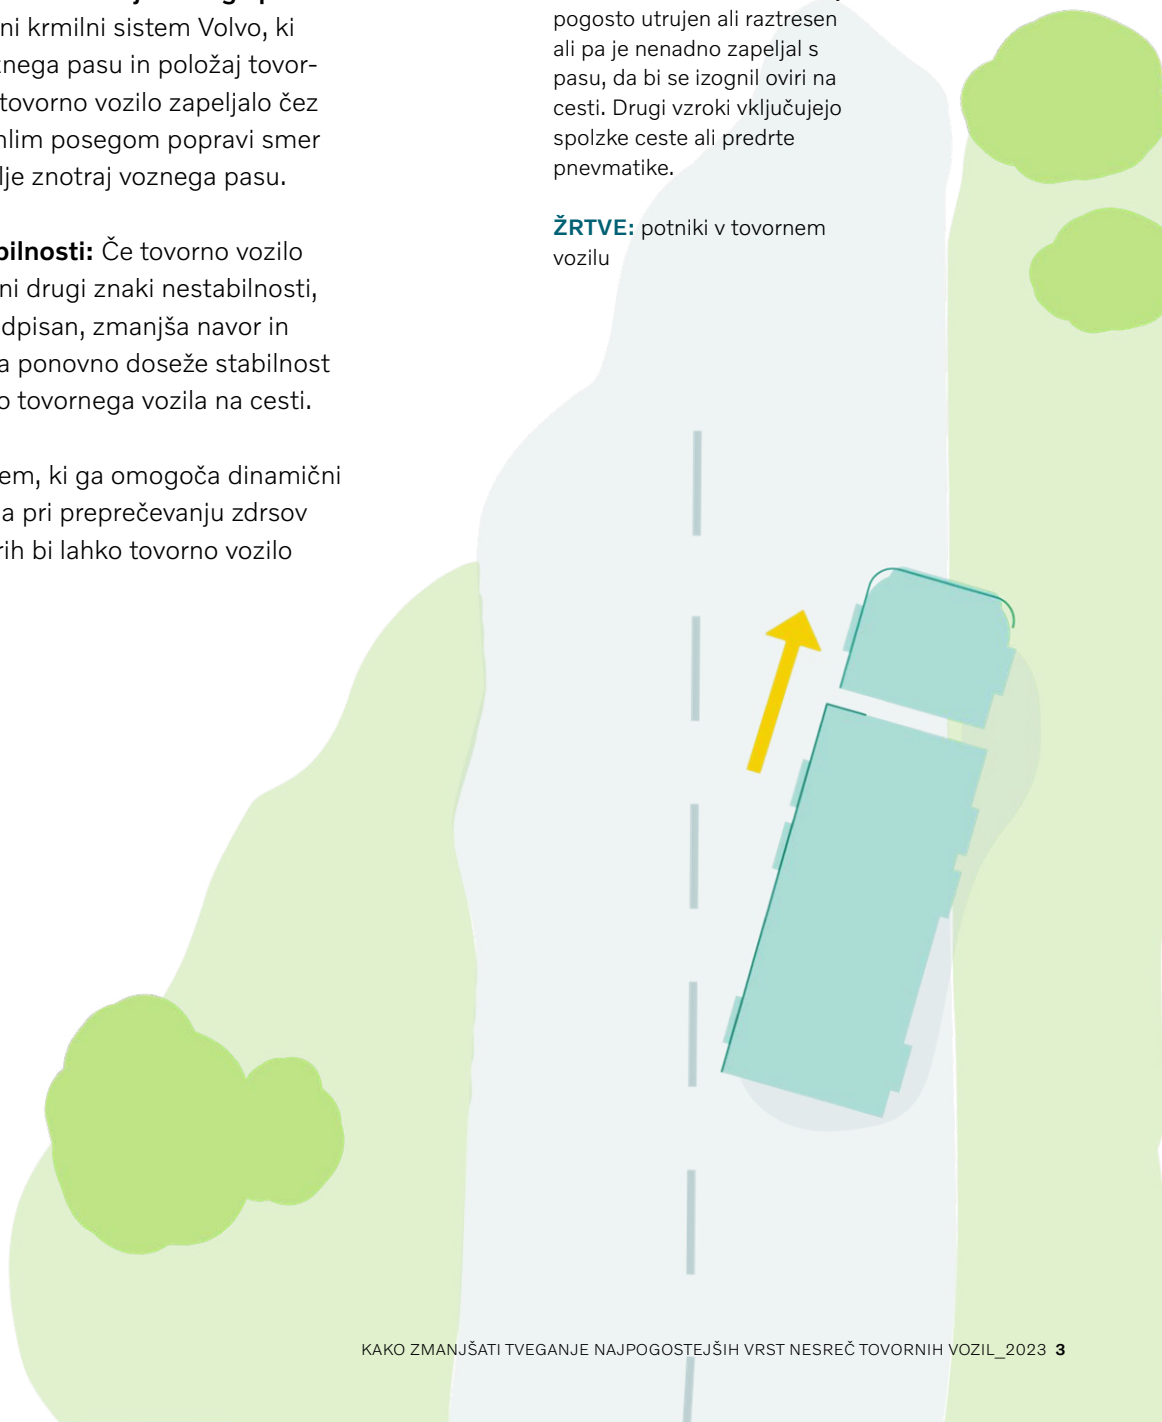 ni krmilni sistem Volvo, ki
znega pasu in položaj tovor-
tovorno vozilo zapeljalo čez
hlim posegom popravi smer
lje znotraj voznega pasu.
bilnosti: Če tovorno vozilo
ni drugi znaki nestabilnosti,
dpisan, zmanjša navor in
a ponovno doseže stabilnost
o tovornega vozila na cesti.
em, ki ga omogoča dinamični
a pri preprečevanju zdrsov
rih bi lahko tovorno vozilo
pogosto utrujen ali raztresen
ali pa je nenadno zapeljal s
pasu, da bi se izognil oviri na
cesti. Drugi vzroki vključujejo
spolzke ceste ali predrte
pnevmatike.
ŽRTVE: potniki v tovornem
vozilu
KAKO ZMANJŠATI TVEGANJE NAJPOGOSTEJŠIH VRST NESREČ TOVORNIH VOZIL_2023 3